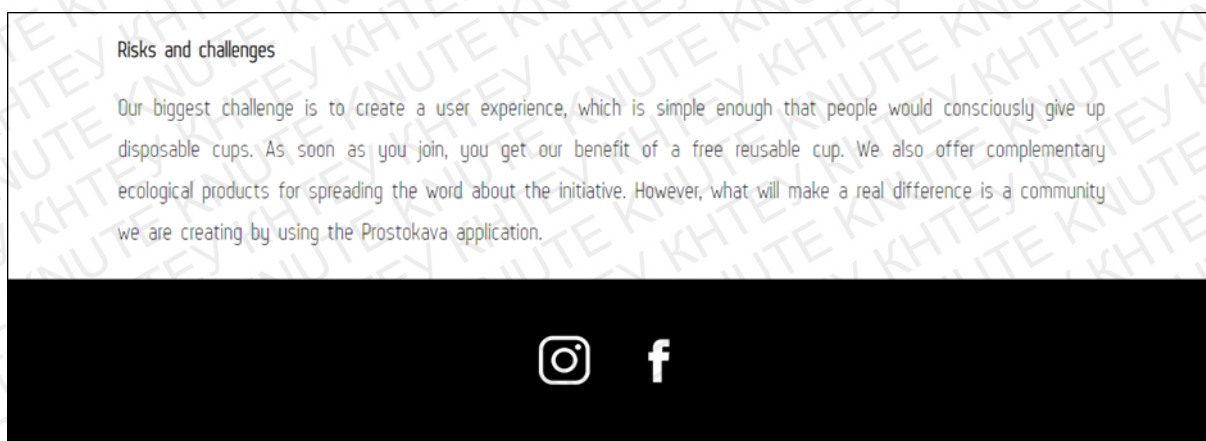 Risks and challenges
Our biggest challenge is to create a user experience, which is simple enough that people would consciously give up
disposable cups. As soon as you join, you get our benefit of a free reusable cup. We also offer complementary
ecological products for spreading the word about the initiative. However, what will make a real difference is a community
we are creating by using the Prostokava application.